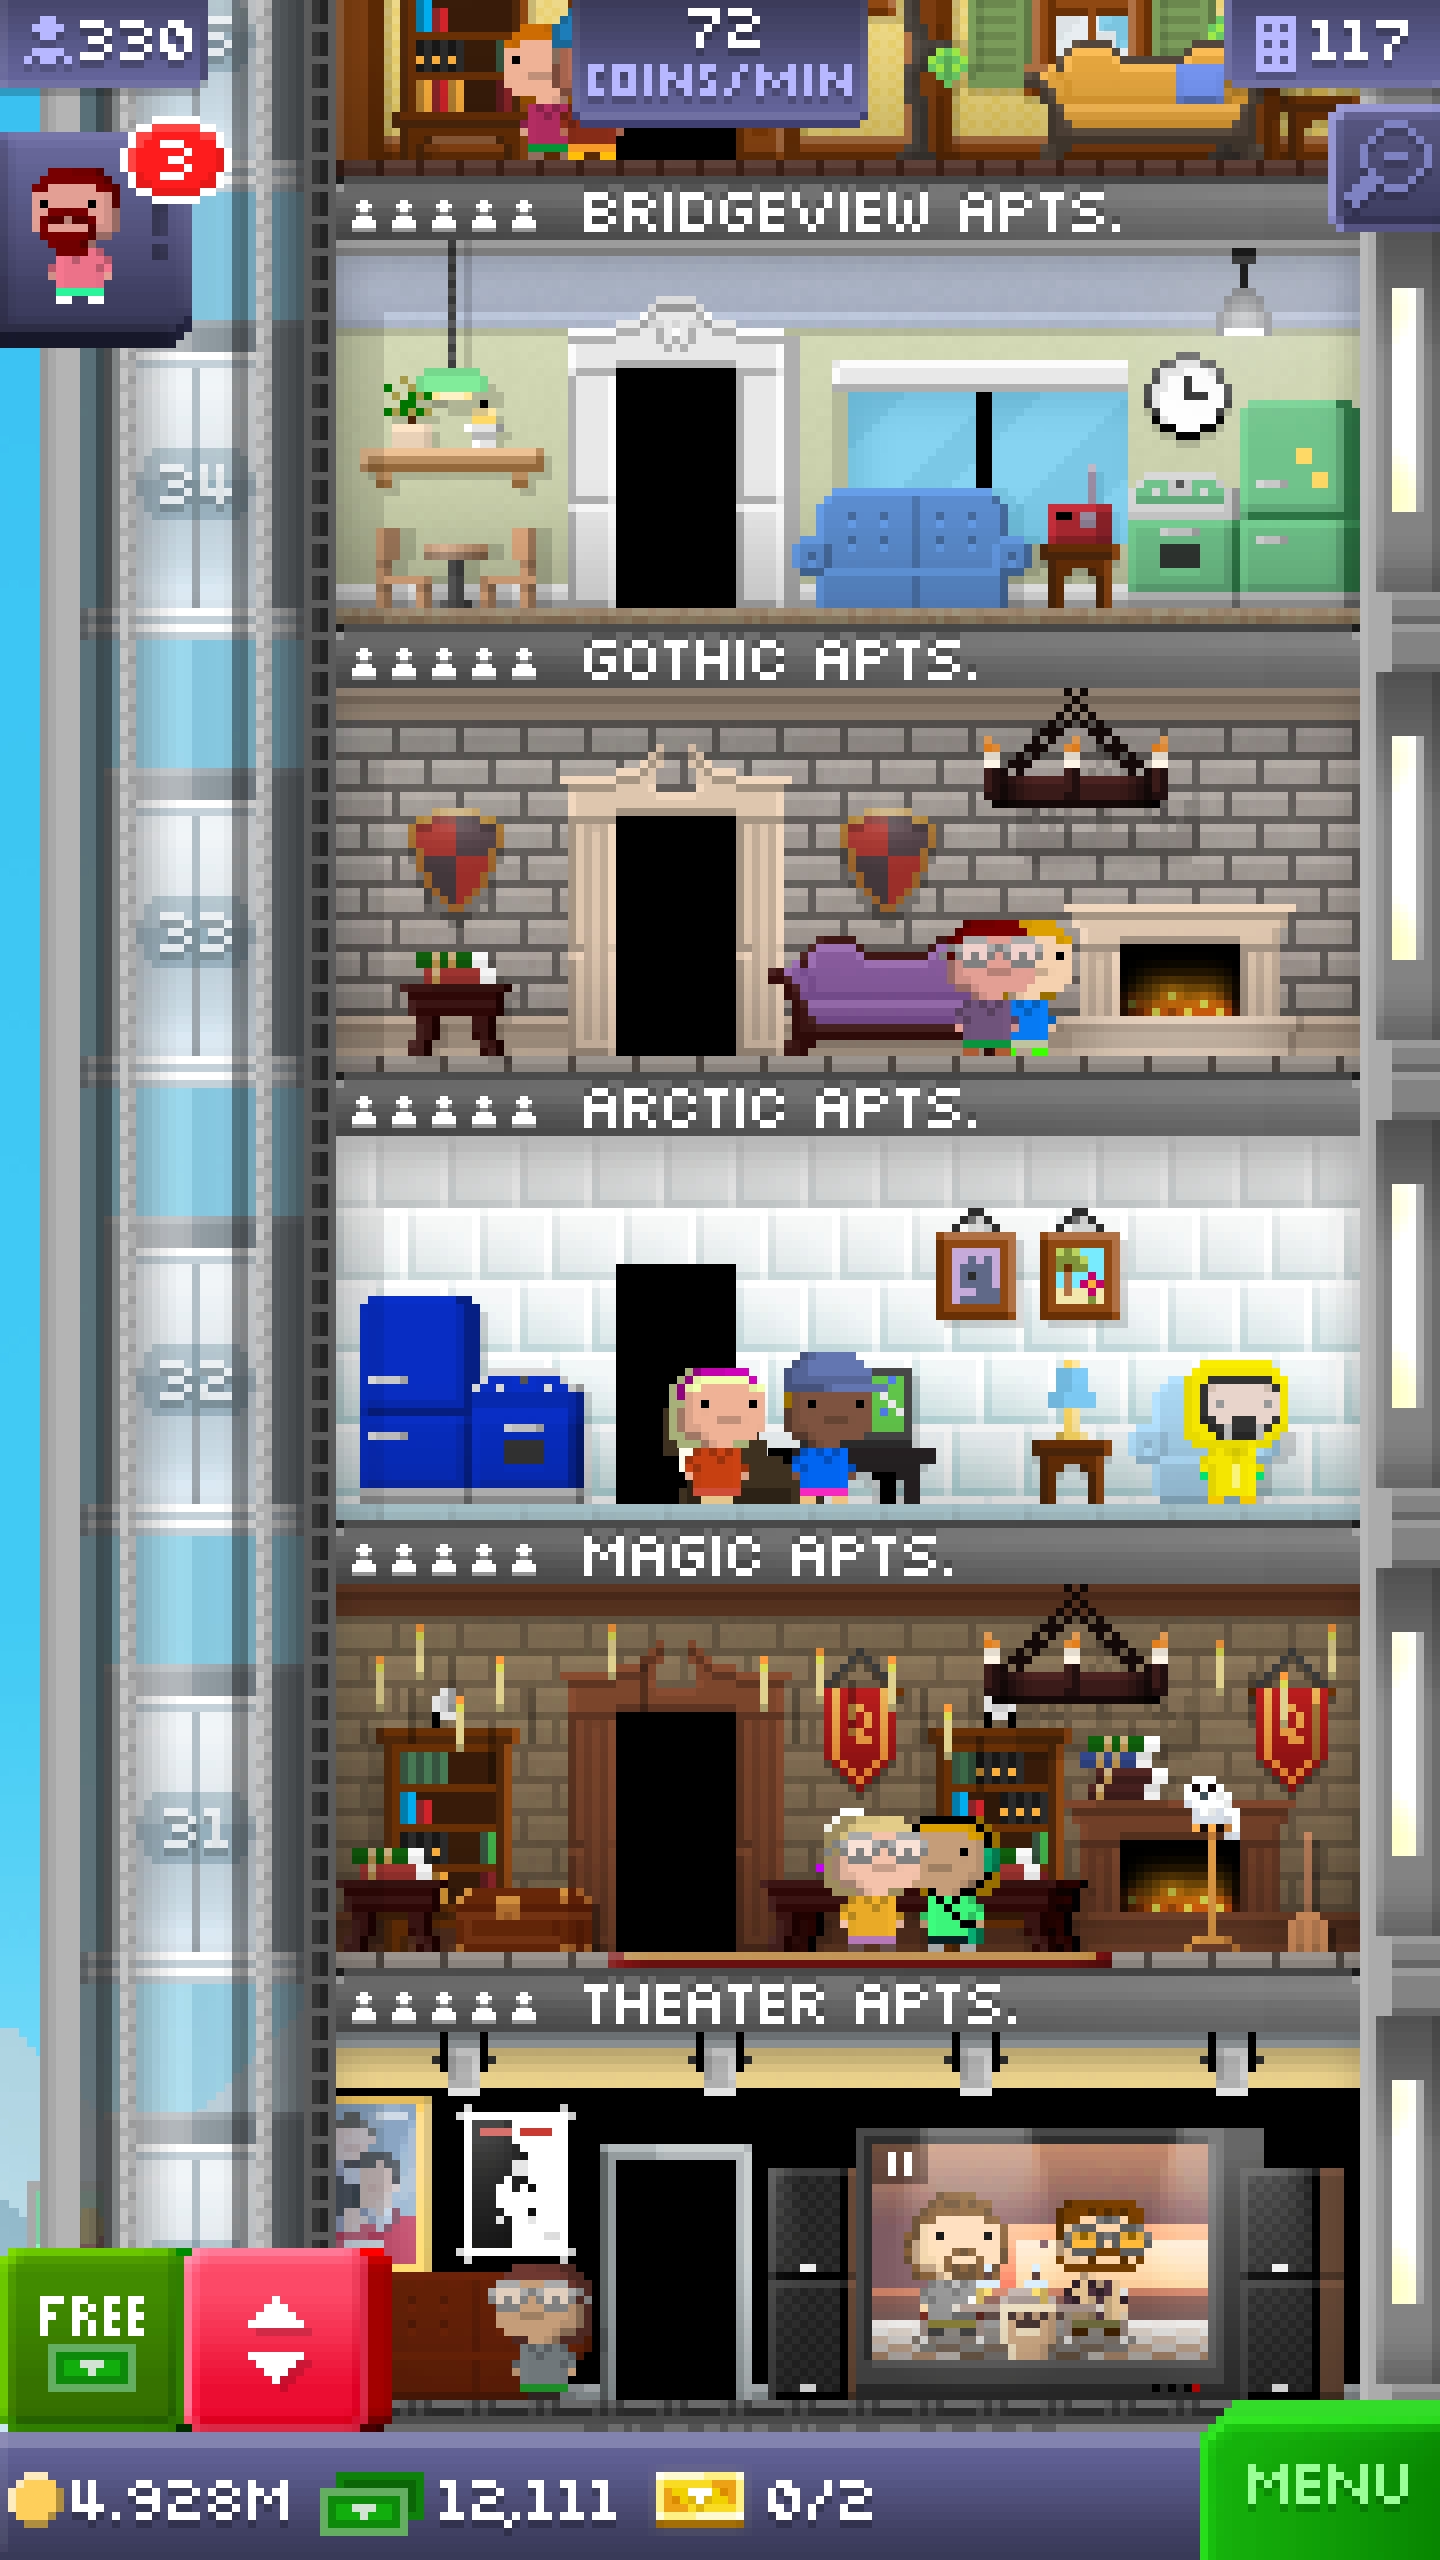 330
72
COINS/MIN
117
3
BRIDGEVIEW APTS.
34
GOTHIC APTS.
33
ARCTIC APTS.
32
MAGIC APTS.
31
THEATER APTS.
FREE
4.928M
12,111
0/2
MENU